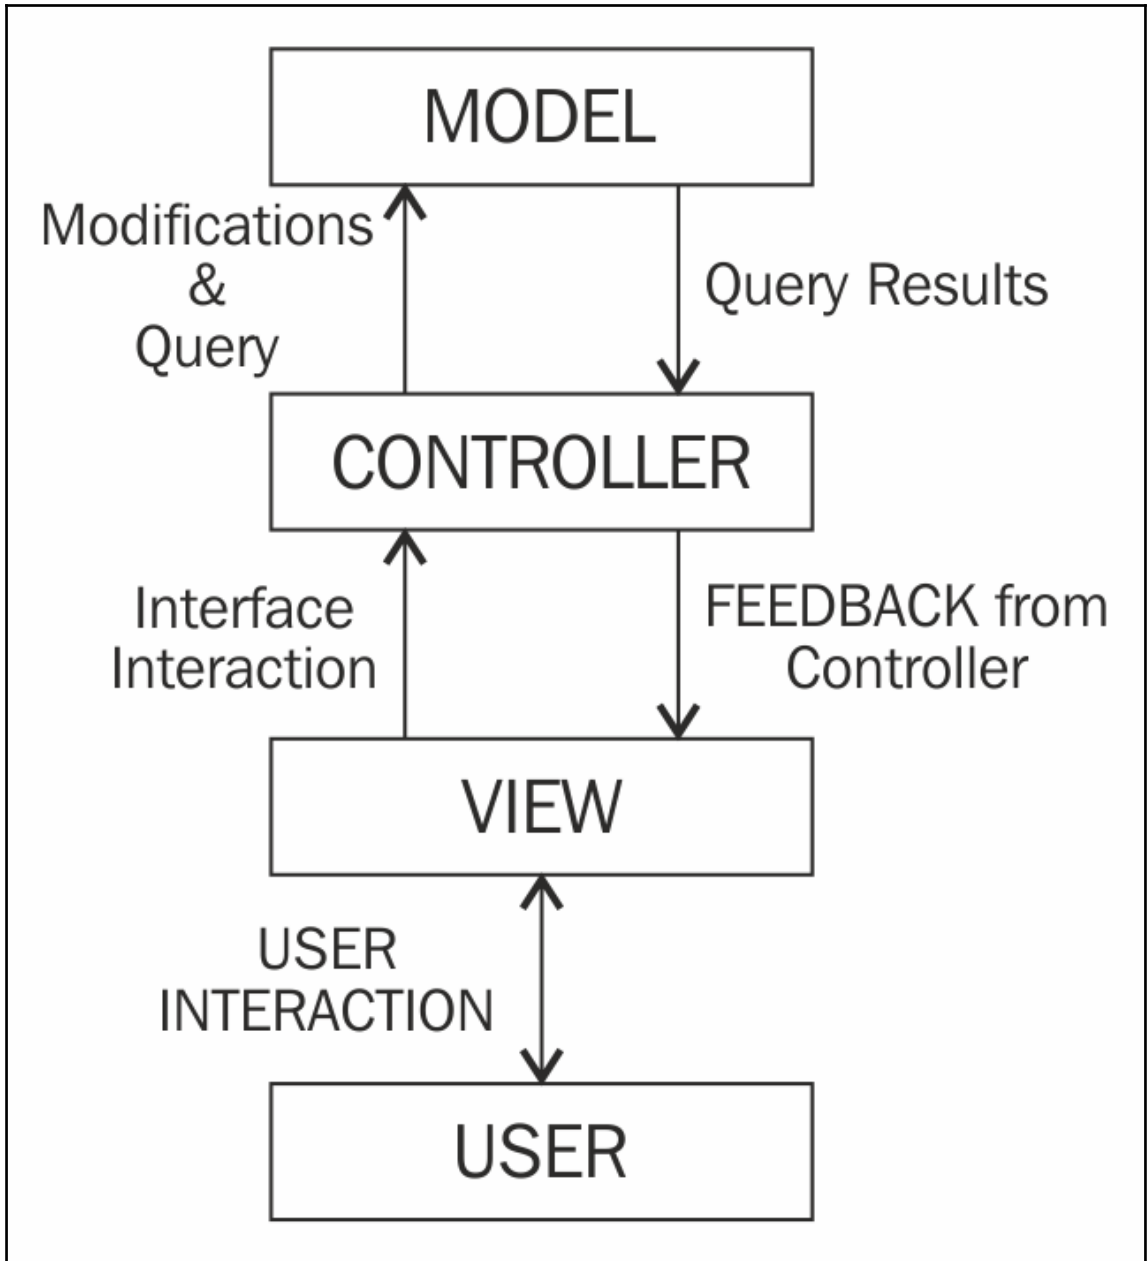 MODEL
Modifications
&
Query
Query Results
CONTROLLER
Interface
Interaction
FEEDBACK from
Controller
VIEW
USER
INTERACTION
USER